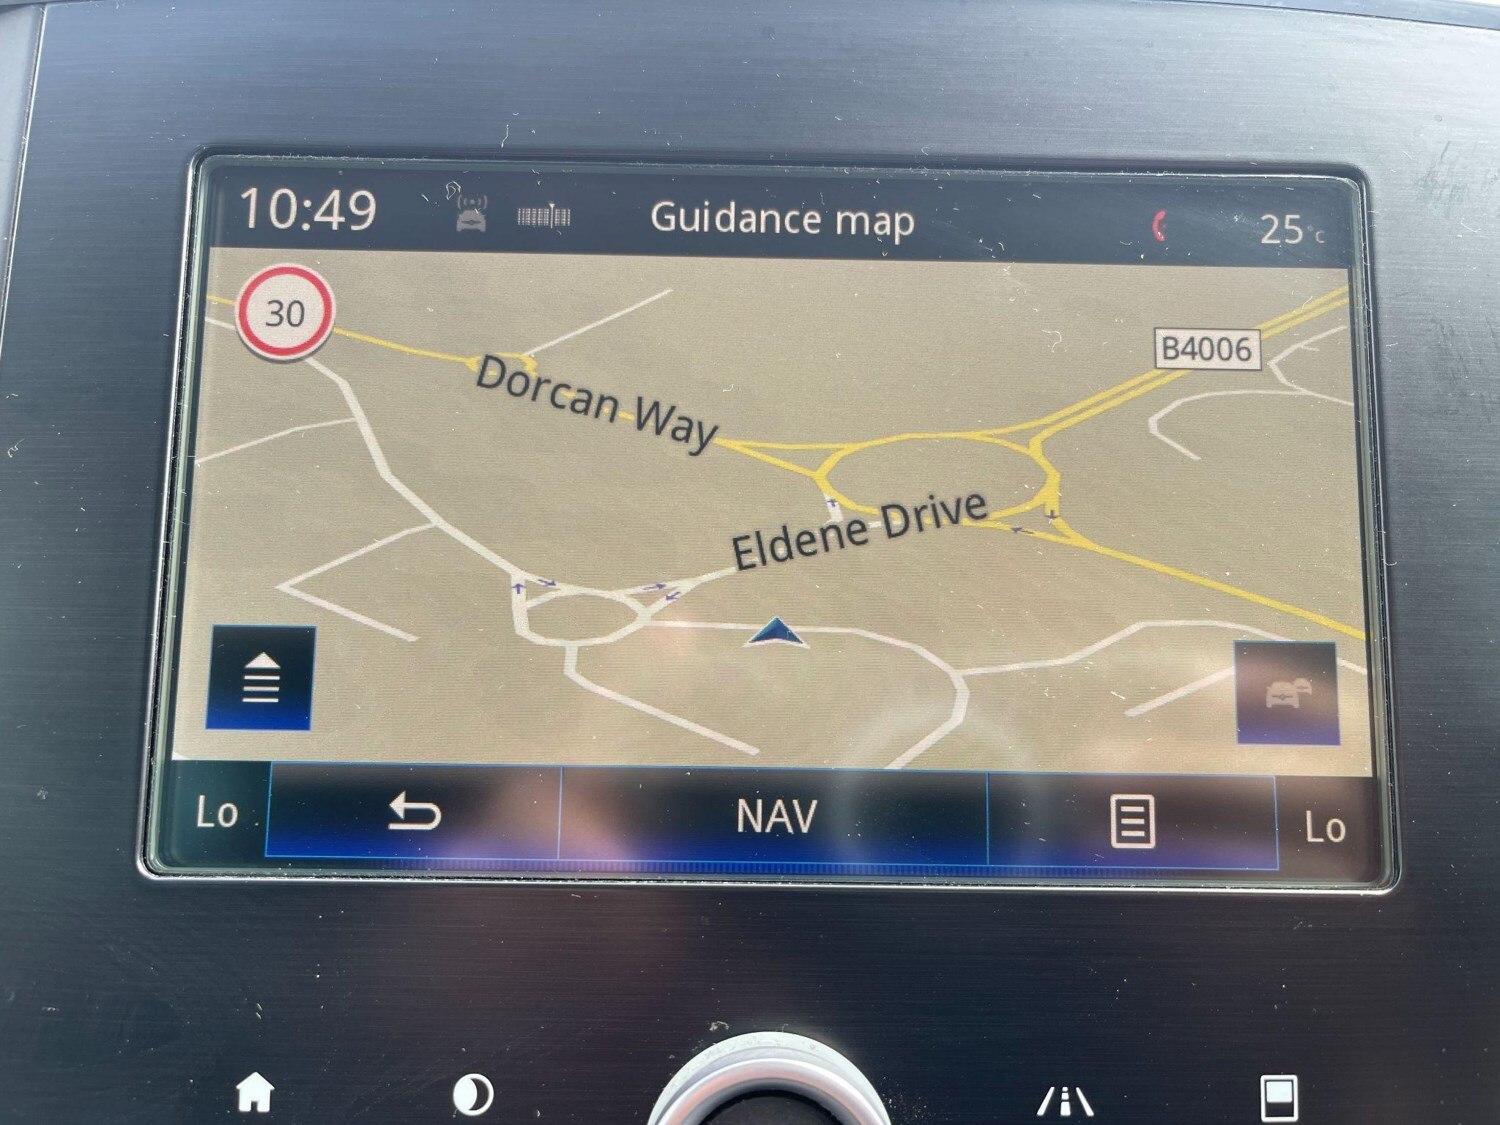 10:49
Guidance map
25°c
30
B4006
Dorcan Way
Eldene Drive
Lo
NAV
Lo